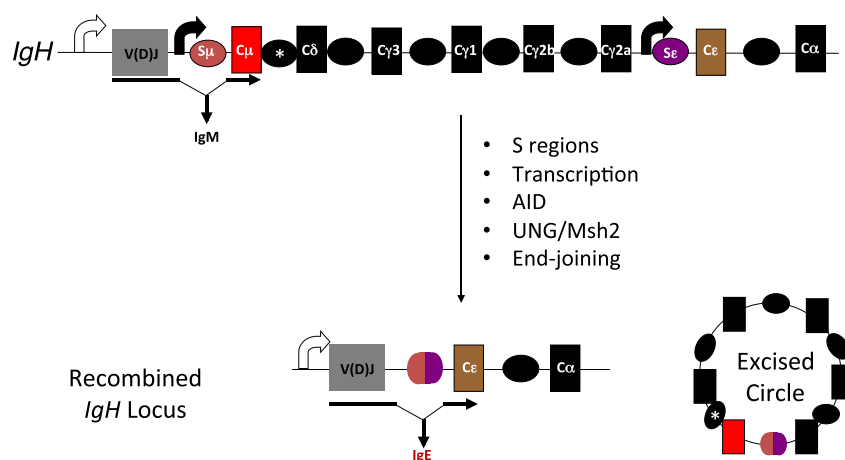 IgH V(D)J Sμ Cμ * Cδ Cγ3 Cγ1 Cγ2b Cγ2a Sε Cε Cα
IgM
• S regions
• Transcription
• AID
• UNG/Msh2
• End-joining
Recombined
IgH Locus
V(D)J Cε Cα
IgE
Excised
Circle
*